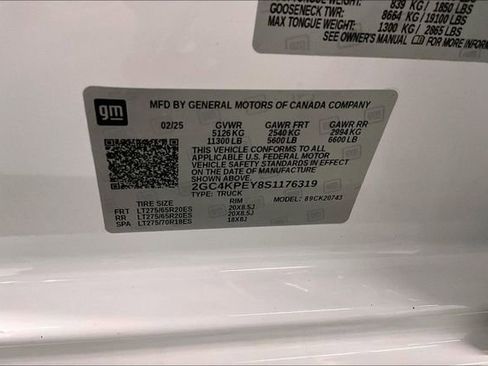 839 KG / 1850 LBS
GOOSENECK TWR: 8664 KG / 19100 LBS
MAX TONGUE WEIGHT: 1300 KG / 2865 LBS
SEE OWNER'S MANUAL FOR MORE INFORM
gm
MFD BY GENERAL MOTORS OF CANADA COMPANY
02/25 GVWR GAWR FRT GAWR RR
5126 KG 2540 KG 2994 KG
11300 LB 5600 LB 6600 LB
THIS VEHICLE CONFORMS TO ALL
APPLICABLE U.S. FEDERAL MOTOR
VEHICLE SAFETY STANDARDS IN EFFECT
ON THE DATE OF MANUFACTURE SHOWN ABOVE.
2GC4KPEY8S1176319
TYPE: TRUCK MODEL: 89CK20743
TIRE SIZE RIM
FRT LT275/65R20ES 20X8.5J
RR LT275/65R20ES 20X8.5J
SPA LT275/70R18ES 18X8J